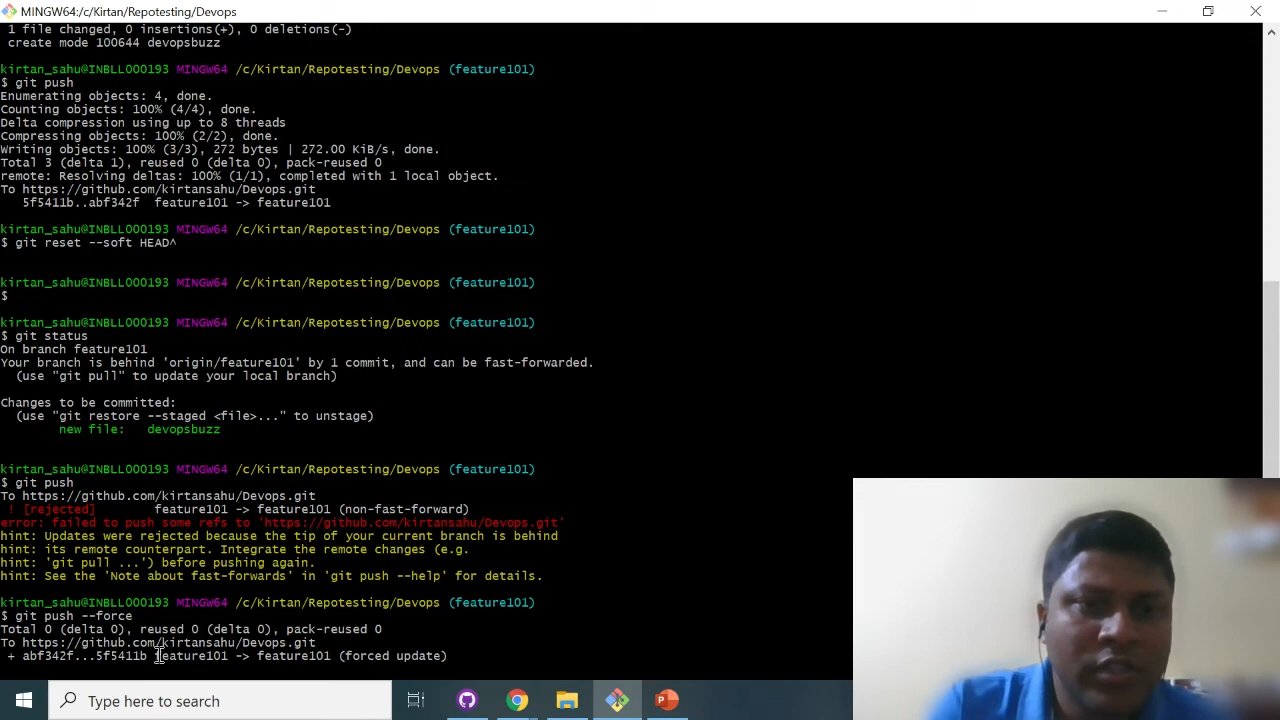 MINGW64:/c/Kirtan/Repotesting/Devops
1 file changed, 0 insertions(+), 0 deletions(-)
create mode 100644 devopsbuzz
kirtan_sahu@INBLL000193 MINGW64 /c/Kirtan/Repotesting/Devops (feature101)
$ git push
Enumerating objects: 4, done.
Counting objects: 100% (4/4), done.
Delta compression using up to 8 threads
Compressing objects: 100% (2/2), done.
Writing objects: 100% (3/3), 272 bytes | 272.00 KiB/s, done.
Total 3 (delta 1), reused 0 (delta 0), pack-reused 0
remote: Resolving deltas: 100% (1/1), completed with 1 local object.
To https://github.com/kirtansahu/Devops.git
5f5411b..abf342f feature101 -> feature101
kirtan_sahu@INBLL000193 MINGW64 /c/Kirtan/Repotesting/Devops (feature101)
$ git reset --soft HEAD^
kirtan_sahu@INBLL000193 MINGW64 /c/Kirtan/Repotesting/Devops (feature101)
$
kirtan_sahu@INBLL000193 MINGW64 /c/Kirtan/Repotesting/Devops (feature101)
$ git status
On branch feature101
Your branch is behind 'origin/feature101' by 1 commit, and can be fast-forwarded.
(use "git pull" to update your local branch)
Changes to be committed:
(use "git restore --staged <file>..." to unstage)
new file: devopsbuzz
kirtan_sahu@INBLL000193 MINGW64 /c/Kirtan/Repotesting/Devops (feature101)
$ git push
To https://github.com/kirtansahu/Devops.git
! [rejected] feature101 -> feature101 (non-fast-forward)
error: failed to push some refs to 'https://github.com/kirtansahu/Devops.git'
hint: Updates were rejected because the tip of your current branch is behind
hint: its remote counterpart. Integrate the remote changes (e.g.
hint: 'git pull ...') before pushing again.
hint: See the 'Note about fast-forwards' in 'git push --help' for details.
kirtan_sahu@INBLL000193 MINGW64 /c/Kirtan/Repotesting/Devops (feature101)
$ git push --force
Total 0 (delta 0), reused 0 (delta 0), pack-reused 0
To https://github.com/kirtansahu/Devops.git
+ abf342f...5f5411b feature101 -> feature101 (forced update)
Type here to search